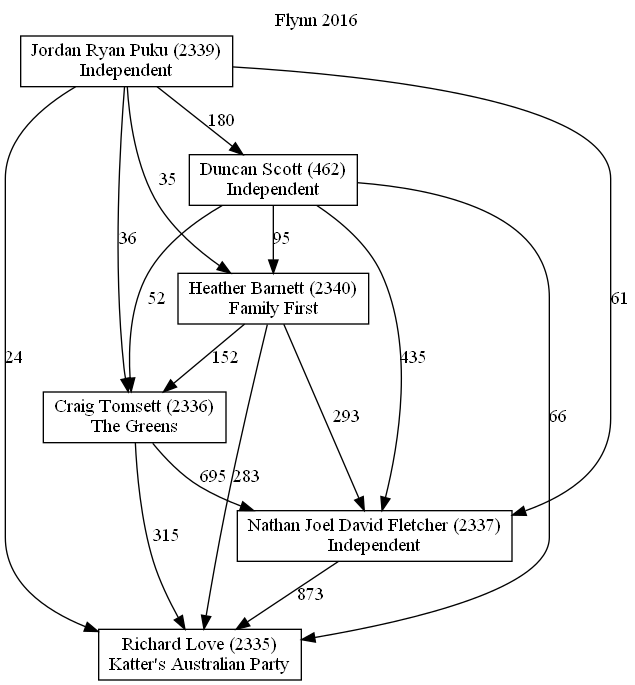 Flynn 2016
Jordan Ryan Puku (2339)
Independent
180
Duncan Scott (462)
Independent
35
36
95
52
61
Heather Barnett (2340)
Family First
24
152
435
Craig Tomsett (2336)
The Greens
293
66
695
283
Nathan Joel David Fletcher (2337)
Independent
315
873
Richard Love (2335)
Katter's Australian Party